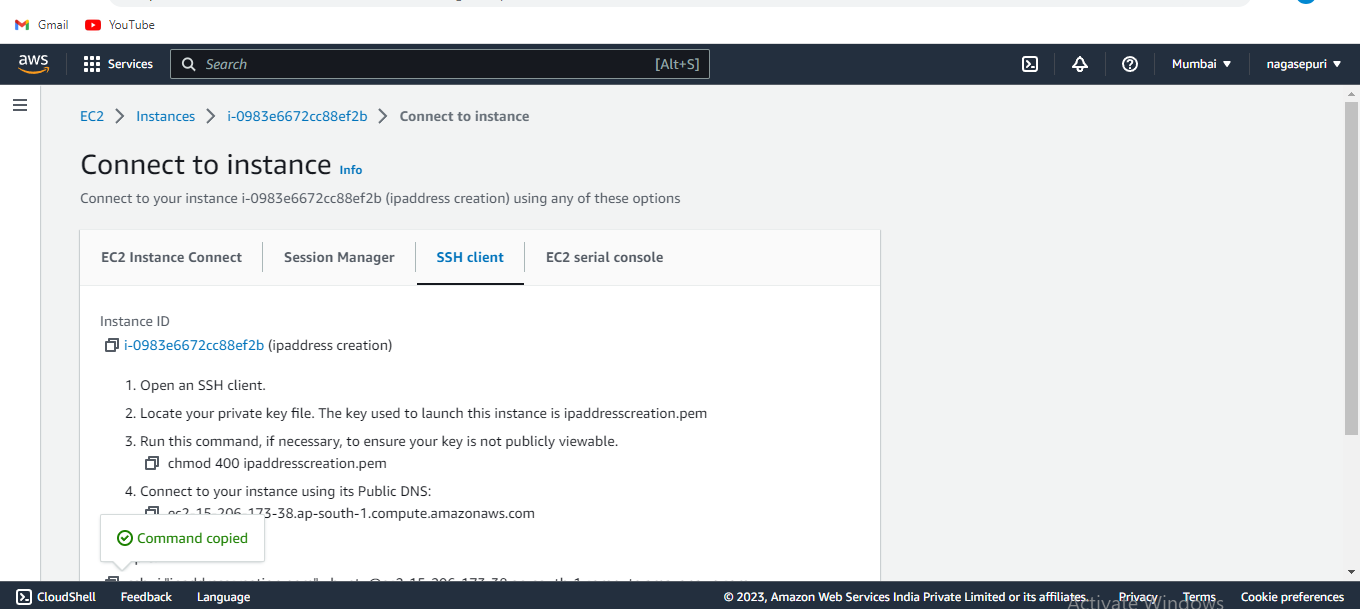 Gmail YouTube
aws Services Search [Alt+S] Mumbai nagasepuri
EC2 Instances i-0983e6672cc88ef2b Connect to instance
Connect to instance Info
Connect to your instance i-0983e6672cc88ef2b (ipaddress creation) using any of these options
EC2 Instance Connect Session Manager SSH client EC2 serial console
Instance ID
i-0983e6672cc88ef2b (ipaddress creation)
1. Open an SSH client.
2. Locate your private key file. The key used to launch this instance is ipaddresscreation.pem
3. Run this command, if necessary, to ensure your key is not publicly viewable.
chmod 400 ipaddresscreation.pem
4. Connect to your instance using its Public DNS:
ec2-15-206-173-38.ap-south-1.compute.amazonaws.com
Command copied
CloudShell Feedback Language © 2023, Amazon Web Services India Private Limited or its affiliates. Privacy Terms Cookie preferences
Activate Windows